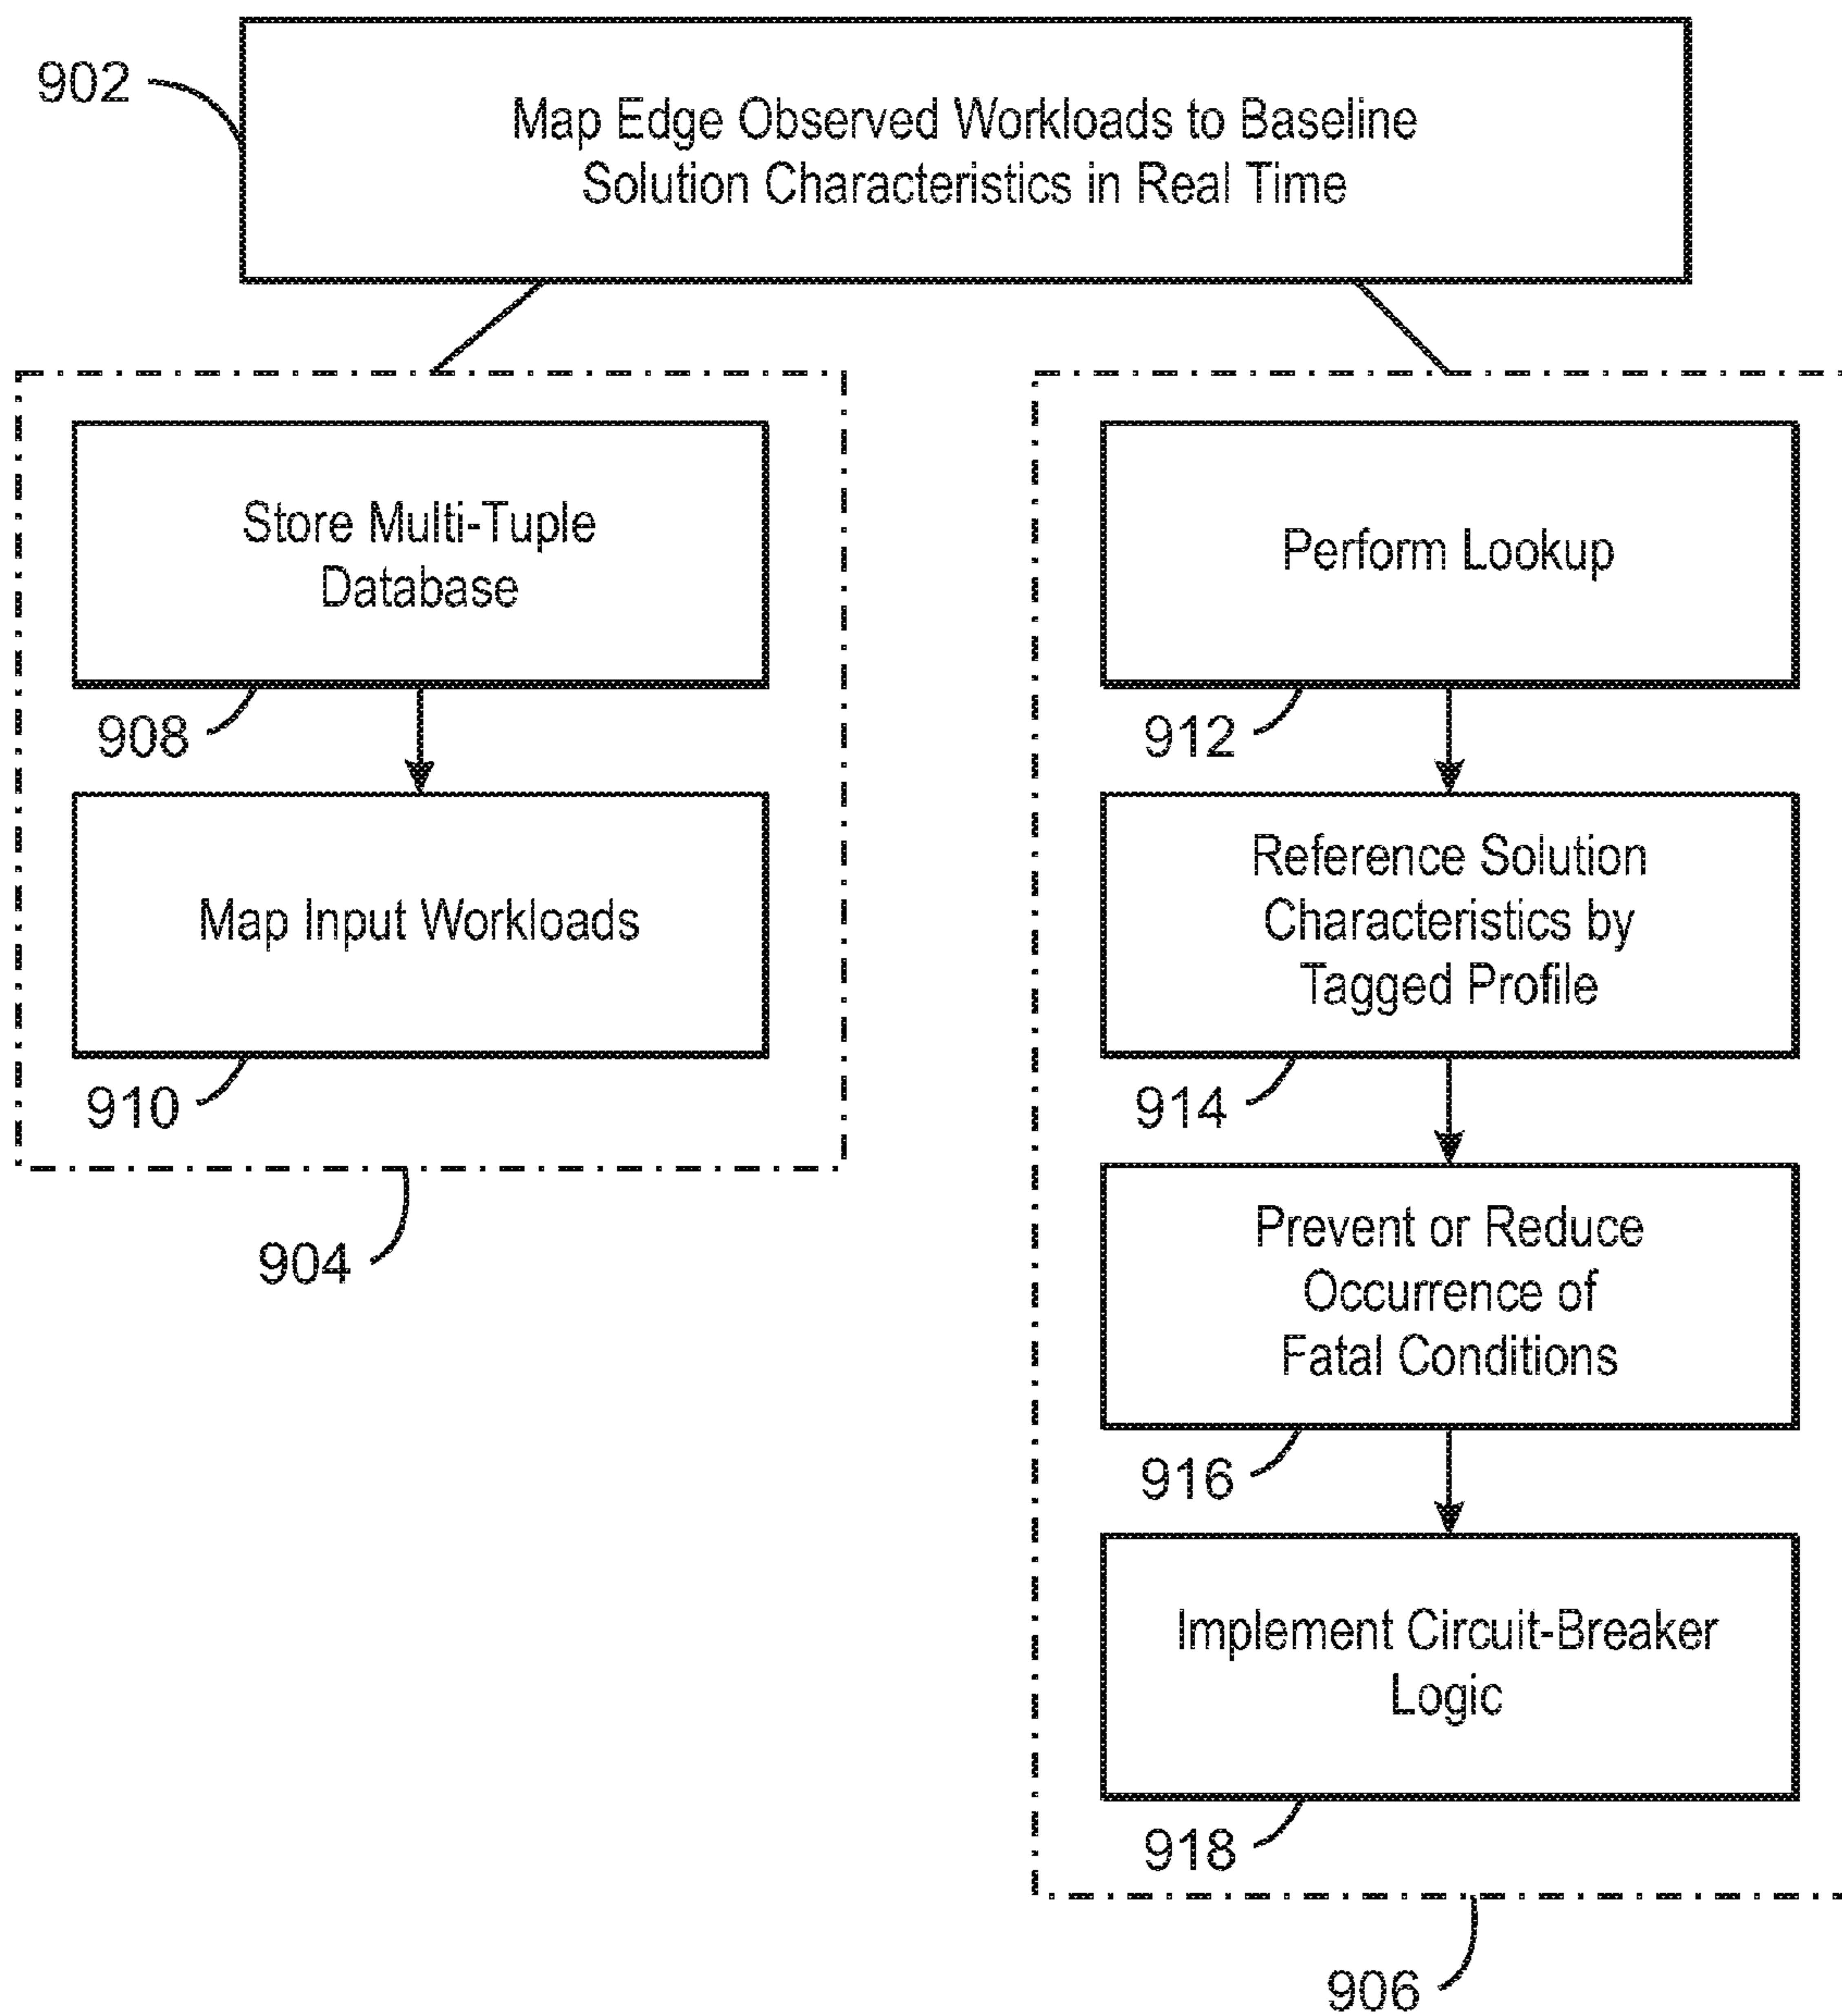 902
Map Edge Observed Workloads to Baseline
Solution Characteristics in Real Time
Store Multi-Tuple
Database
908
Map Input Workloads
910
904
Perform Lookup
912
Reference Solution
Characteristics by
Tagged Profile
914
Prevent or Reduce
Occurrence of
Fatal Conditions
916
Implement Circuit-Breaker
Logic
918
906